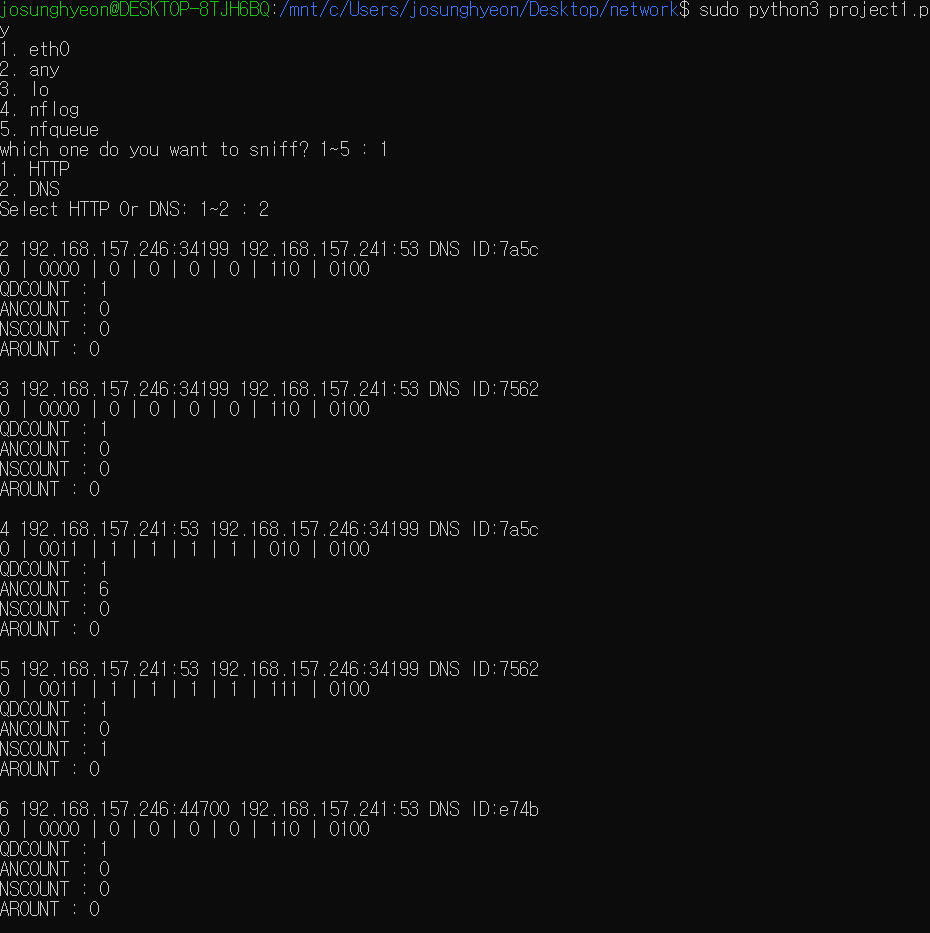 josunghyeon@DESKTOP-8TJH6BQ:/mnt/c/Users/josunghyeon/Desktop/network$ sudo python3 project1.p
y
1. eth0
2. any
3. lo
4. nflog
5. nfqueue
which one do you want to sniff? 1~5 : 1
1. HTTP
2. DNS
Select HTTP Or DNS: 1~2 : 2
2 192.168.157.246:34199 192.168.157.241:53 DNS ID:7a5c
0 | 0000 | 0 | 0 | 0 | 0 | 110 | 0100
QDCOUNT : 1
ANCOUNT : 0
NSCOUNT : 0
AROUNT : 0
3 192.168.157.246:34199 192.168.157.241:53 DNS ID:7562
0 | 0000 | 0 | 0 | 0 | 0 | 110 | 0100
QDCOUNT : 1
ANCOUNT : 0
NSCOUNT : 0
AROUNT : 0
4 192.168.157.241:53 192.168.157.246:34199 DNS ID:7a5c
0 | 0011 | 1 | 1 | 1 | 1 | 010 | 0100
QDCOUNT : 1
ANCOUNT : 6
NSCOUNT : 0
AROUNT : 0
5 192.168.157.241:53 192.168.157.246:34199 DNS ID:7562
0 | 0011 | 1 | 1 | 1 | 1 | 111 | 0100
QDCOUNT : 1
ANCOUNT : 0
NSCOUNT : 1
AROUNT : 0
6 192.168.157.246:44700 192.168.157.241:53 DNS ID:e74b
0 | 0000 | 0 | 0 | 0 | 0 | 110 | 0100
QDCOUNT : 1
ANCOUNT : 0
NSCOUNT : 0
AROUNT : 0